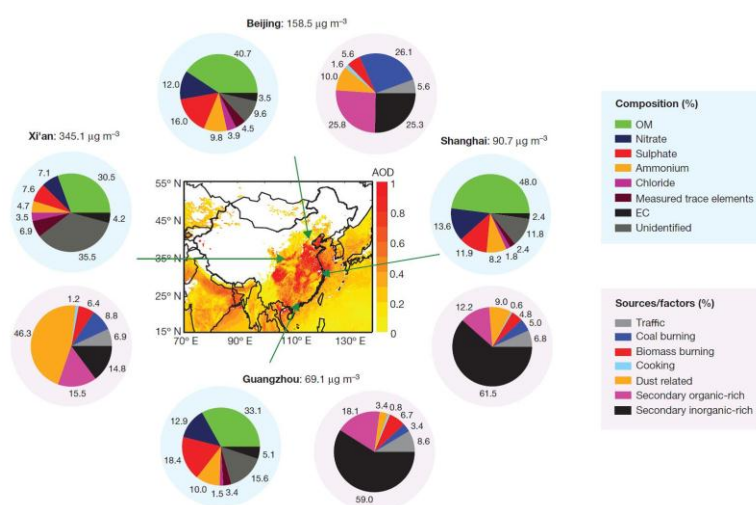 Beijing: 158.5 µg m⁻³
40.7
3.5
9.6
4.5
3.9
9.8
16.0
12.0
26.1
5.6
25.3
25.8
10.0
1.6
5.6
Xi'an: 345.1 µg m⁻³
30.5
4.2
35.5
6.9
3.5
4.7
7.6
7.1
1.2
6.4
8.8
6.9
14.8
15.5
46.3
AOD
1
0.8
0.6
0.4
0.2
0
55° N
45° N
35° N
25° N
15° N
70° E
90° E
110° E
130° E
Shanghai: 90.7 µg m⁻³
48.0
2.4
11.8
2.4
1.8
8.2
11.9
13.6
12.2
9.0
0.6
4.8
5.0
6.8
61.5
Guangzhou: 69.1 µg m⁻³
33.1
5.1
15.6
3.4
1.5
10.0
18.4
12.9
18.1
3.4
0.8
6.7
3.4
8.6
59.0
Composition (%)
OM
Nitrate
Sulphate
Ammonium
Chloride
Measured trace elements
EC
Unidentified
Sources/factors (%)
Traffic
Coal burning
Biomass burning
Cooking
Dust related
Secondary organic-rich
Secondary inorganic-rich